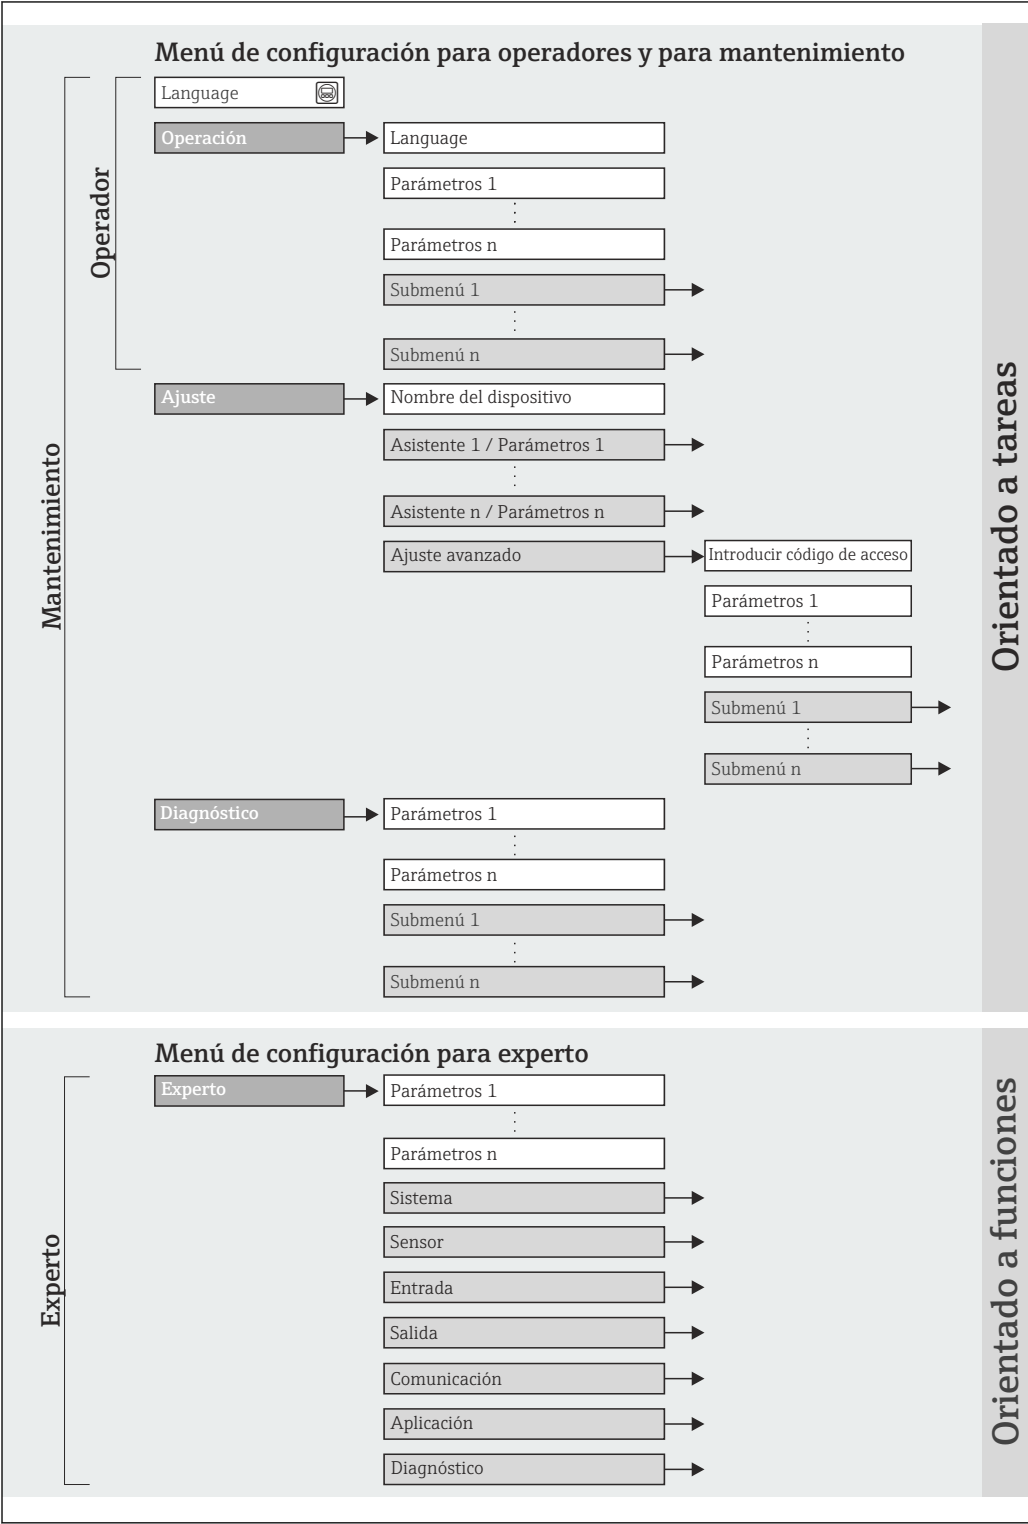 Menú de configuración para operadores y para mantenimiento
Language
Operación
Language
Parámetros 1
Parámetros n
Submenú 1
Submenú n
Operador
Ajuste
Nombre del dispositivo
Asistente 1 / Parámetros 1
Asistente n / Parámetros n
Ajuste avanzado
Introducir código de acceso
Parámetros 1
Parámetros n
Submenú 1
Submenú n
Diagnóstico
Parámetros 1
Parámetros n
Submenú 1
Submenú n
Mantenimiento
Orientado a tareas
Menú de configuración para experto
Experto
Parámetros 1
Parámetros n
Sistema
Sensor
Entrada
Salida
Comunicación
Aplicación
Diagnóstico
Experto
Orientado a funciones